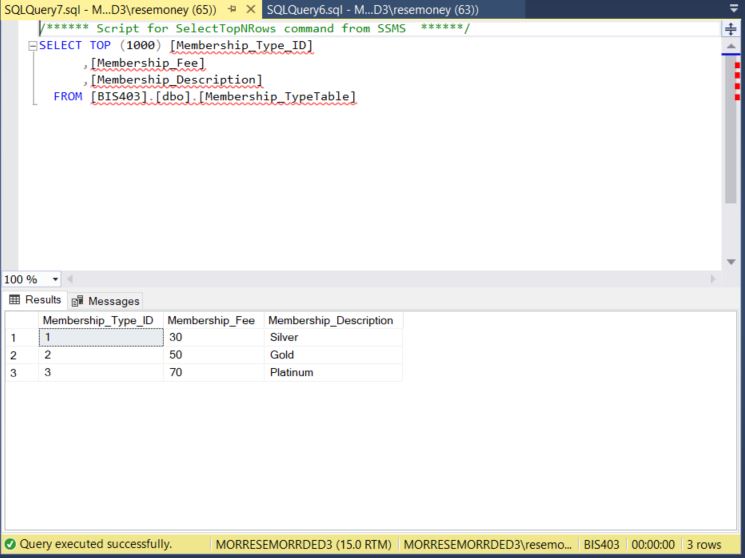 SQLQuery7.sql - M...D3\resemoney (65)) SQLQuery6.sql - M...D3\resemoney (63))
/****** Script for SelectTopNRows command from SSMS  ******/
SELECT TOP (1000) [Membership_Type_ID]
,[Membership_Fee]
,[Membership_Description]
FROM [BIS403].[dbo].[Membership_TypeTable]
100 %
Results Messages
Membership_Type_ID Membership_Fee Membership_Description
1 1 30 Silver
2 2 50 Gold
3 3 70 Platinum
Query executed successfully. MORRESEMORRDED3 (15.0 RTM) MORRESEMORRDED3\resemo... BIS403 00:00:00 3 rows